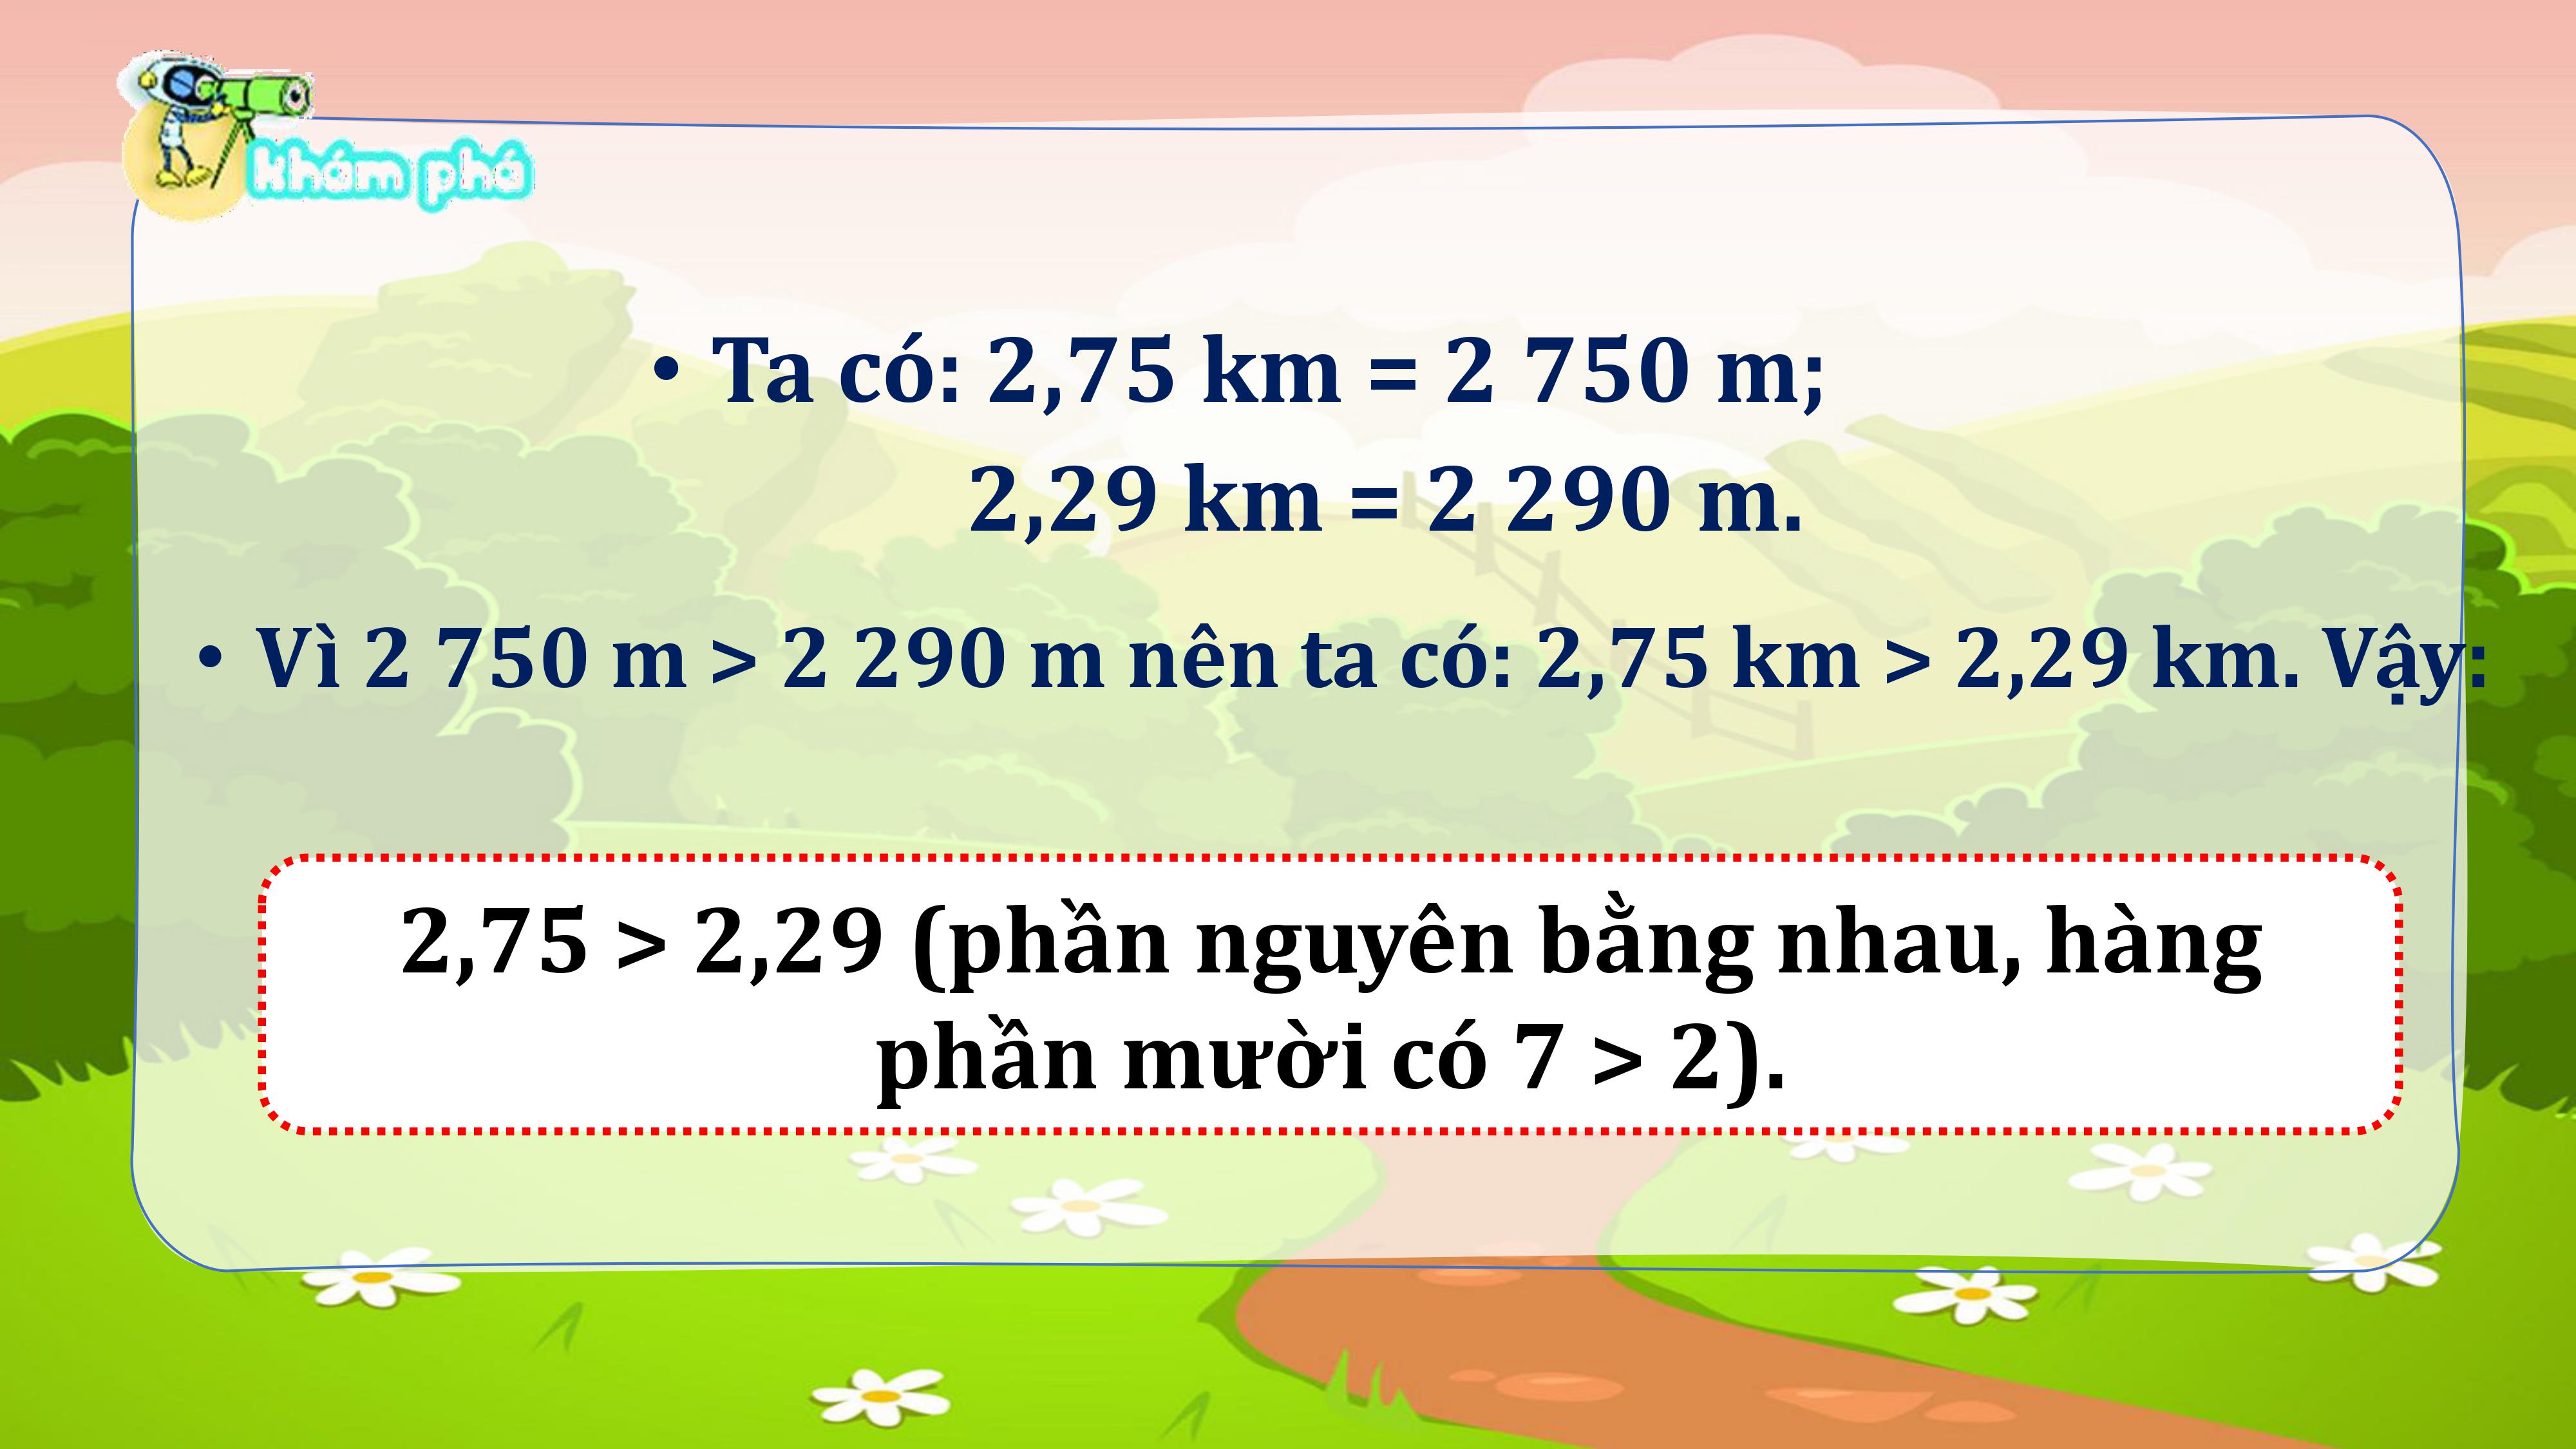 khám phá
• Ta có: 2,75 km = 2 750 m;
2,29 km = 2 290 m.
• Vì 2 750 m > 2 290 m nên ta có: 2,75 km > 2,29 km. Vậy:
2,75 > 2,29 (phần nguyên bằng nhau, hàng
phần mười có 7 > 2).